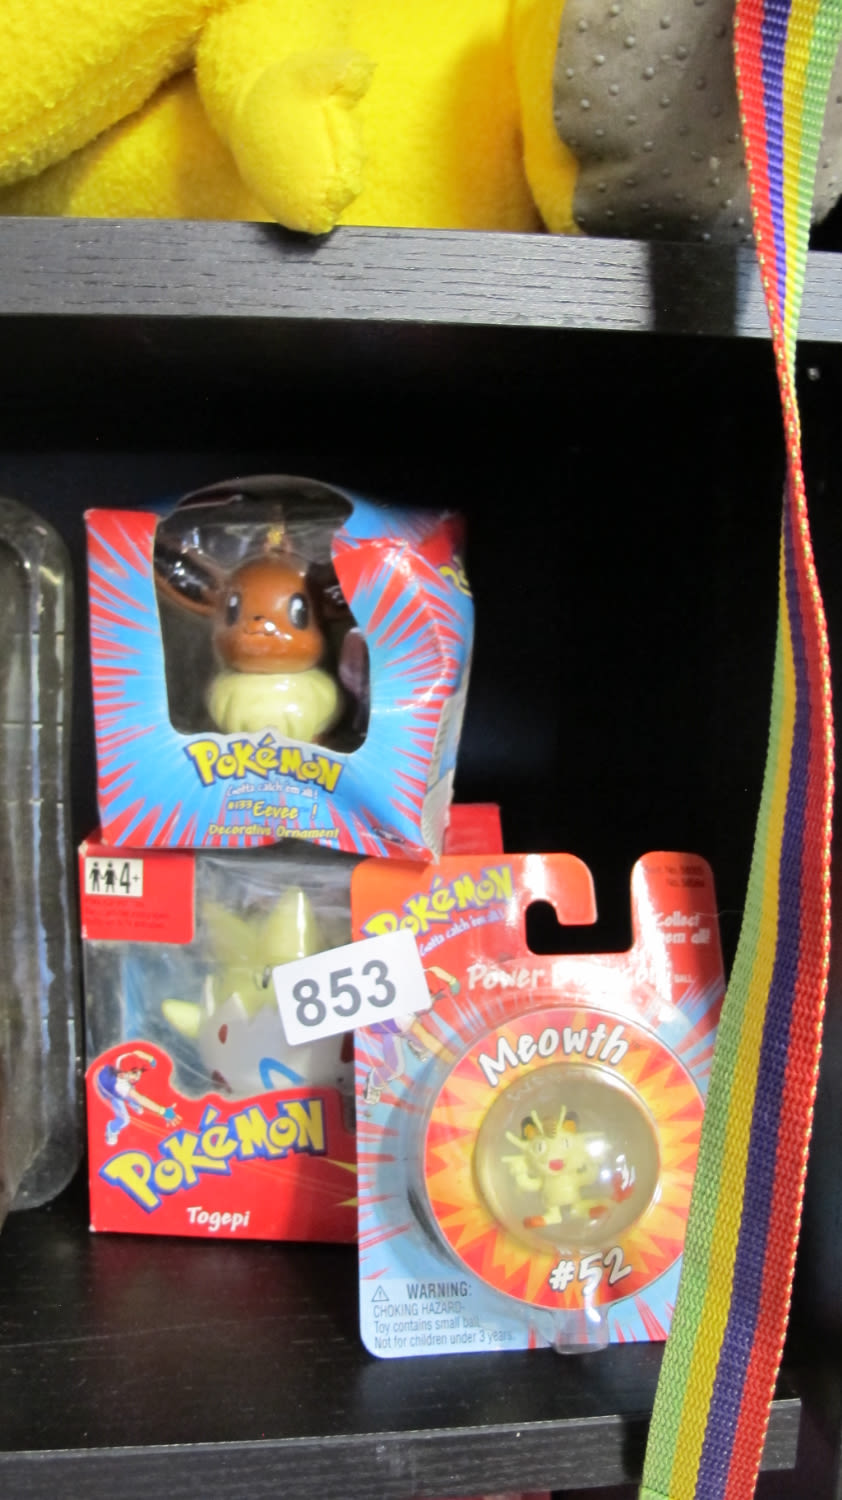 POKéMON
Gotta catch 'em all!
#133 Eevee !
Decorative Ornament
4+
853
POKéMON
Togepi
POKéMON
Gotta catch 'em all!
Collect
'em all!
Power
BALL
Meowth
#52
WARNING:
CHOKING HAZARD-
Toy contains small ball.
Not for children under 3 years.